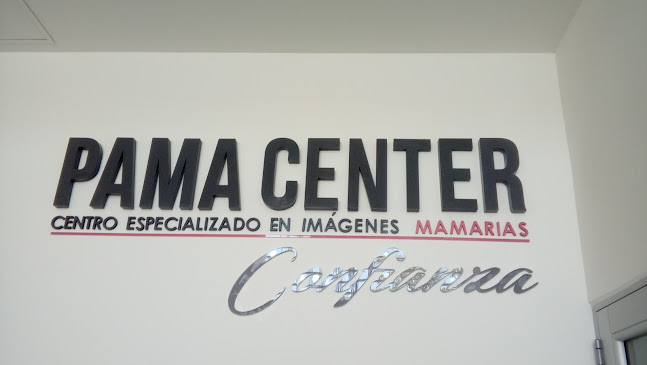 PAMA CENTER
CENTRO ESPECIALIZADO EN IMÁGENES MAMARIAS
Confianza